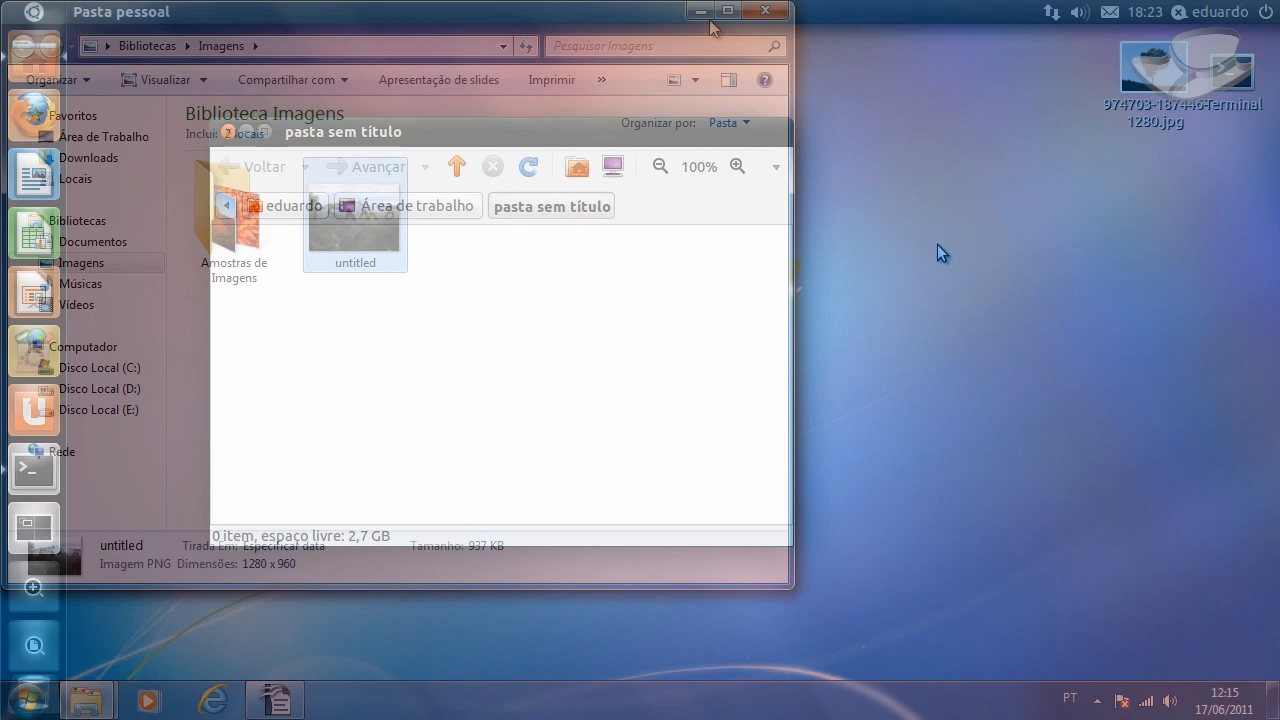 Pasta pessoal
18:23
eduardo
Bibliotecas
Imagens
Pesquisar Imagens
Organizar
Visualizar
Compartilhar com
Apresentação de slides
Imprimir
»
974703-187446-
1280.jpg
Terminal
Biblioteca Imagens
Inclui: 2 locais
Organizar por: Pasta
pasta sem título
Voltar
Avançar
100%
eduardo
Área de trabalho
pasta sem título
Favoritos
Área de Trabalho
Downloads
Locais
Bibliotecas
Documentos
Imagens
Músicas
Vídeos
Computador
Disco Local (C:)
Disco Local (D:)
Disco Local (E:)
Rede
Amostras de
Imagens
untitled
0 item, espaço livre: 2,7 GB
untitled
Tirada Em: Especificar data
Tamanho: 937 KB
Imagem PNG
Dimensões: 1280 x 960
PT
12:15
17/06/2011